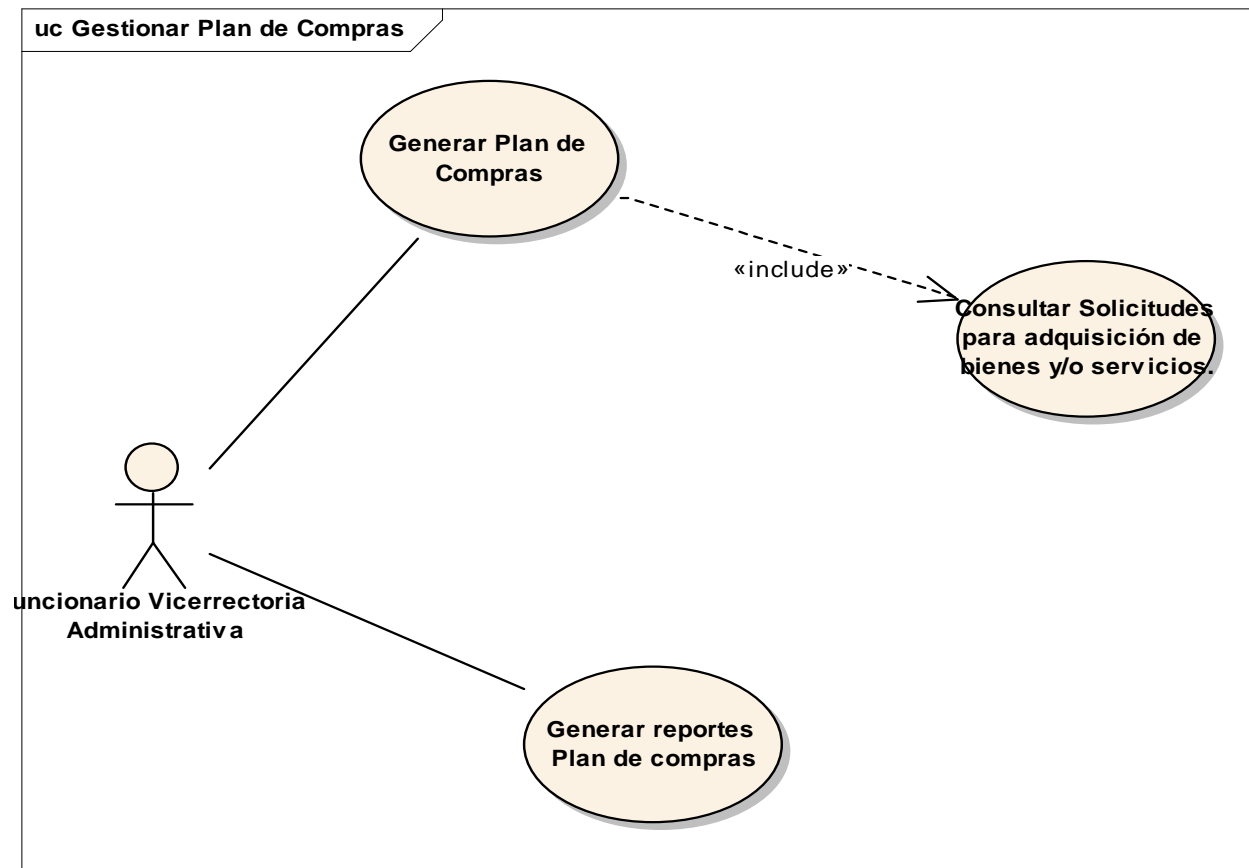 uc Gestionar Plan de Compras
Generar Plan de
Compras
«include»
Consultar Solicitudes
para adquisición de
bienes y/o servicios.
uncionario Vicerrectoria
Administrativa
Generar reportes
Plan de compras